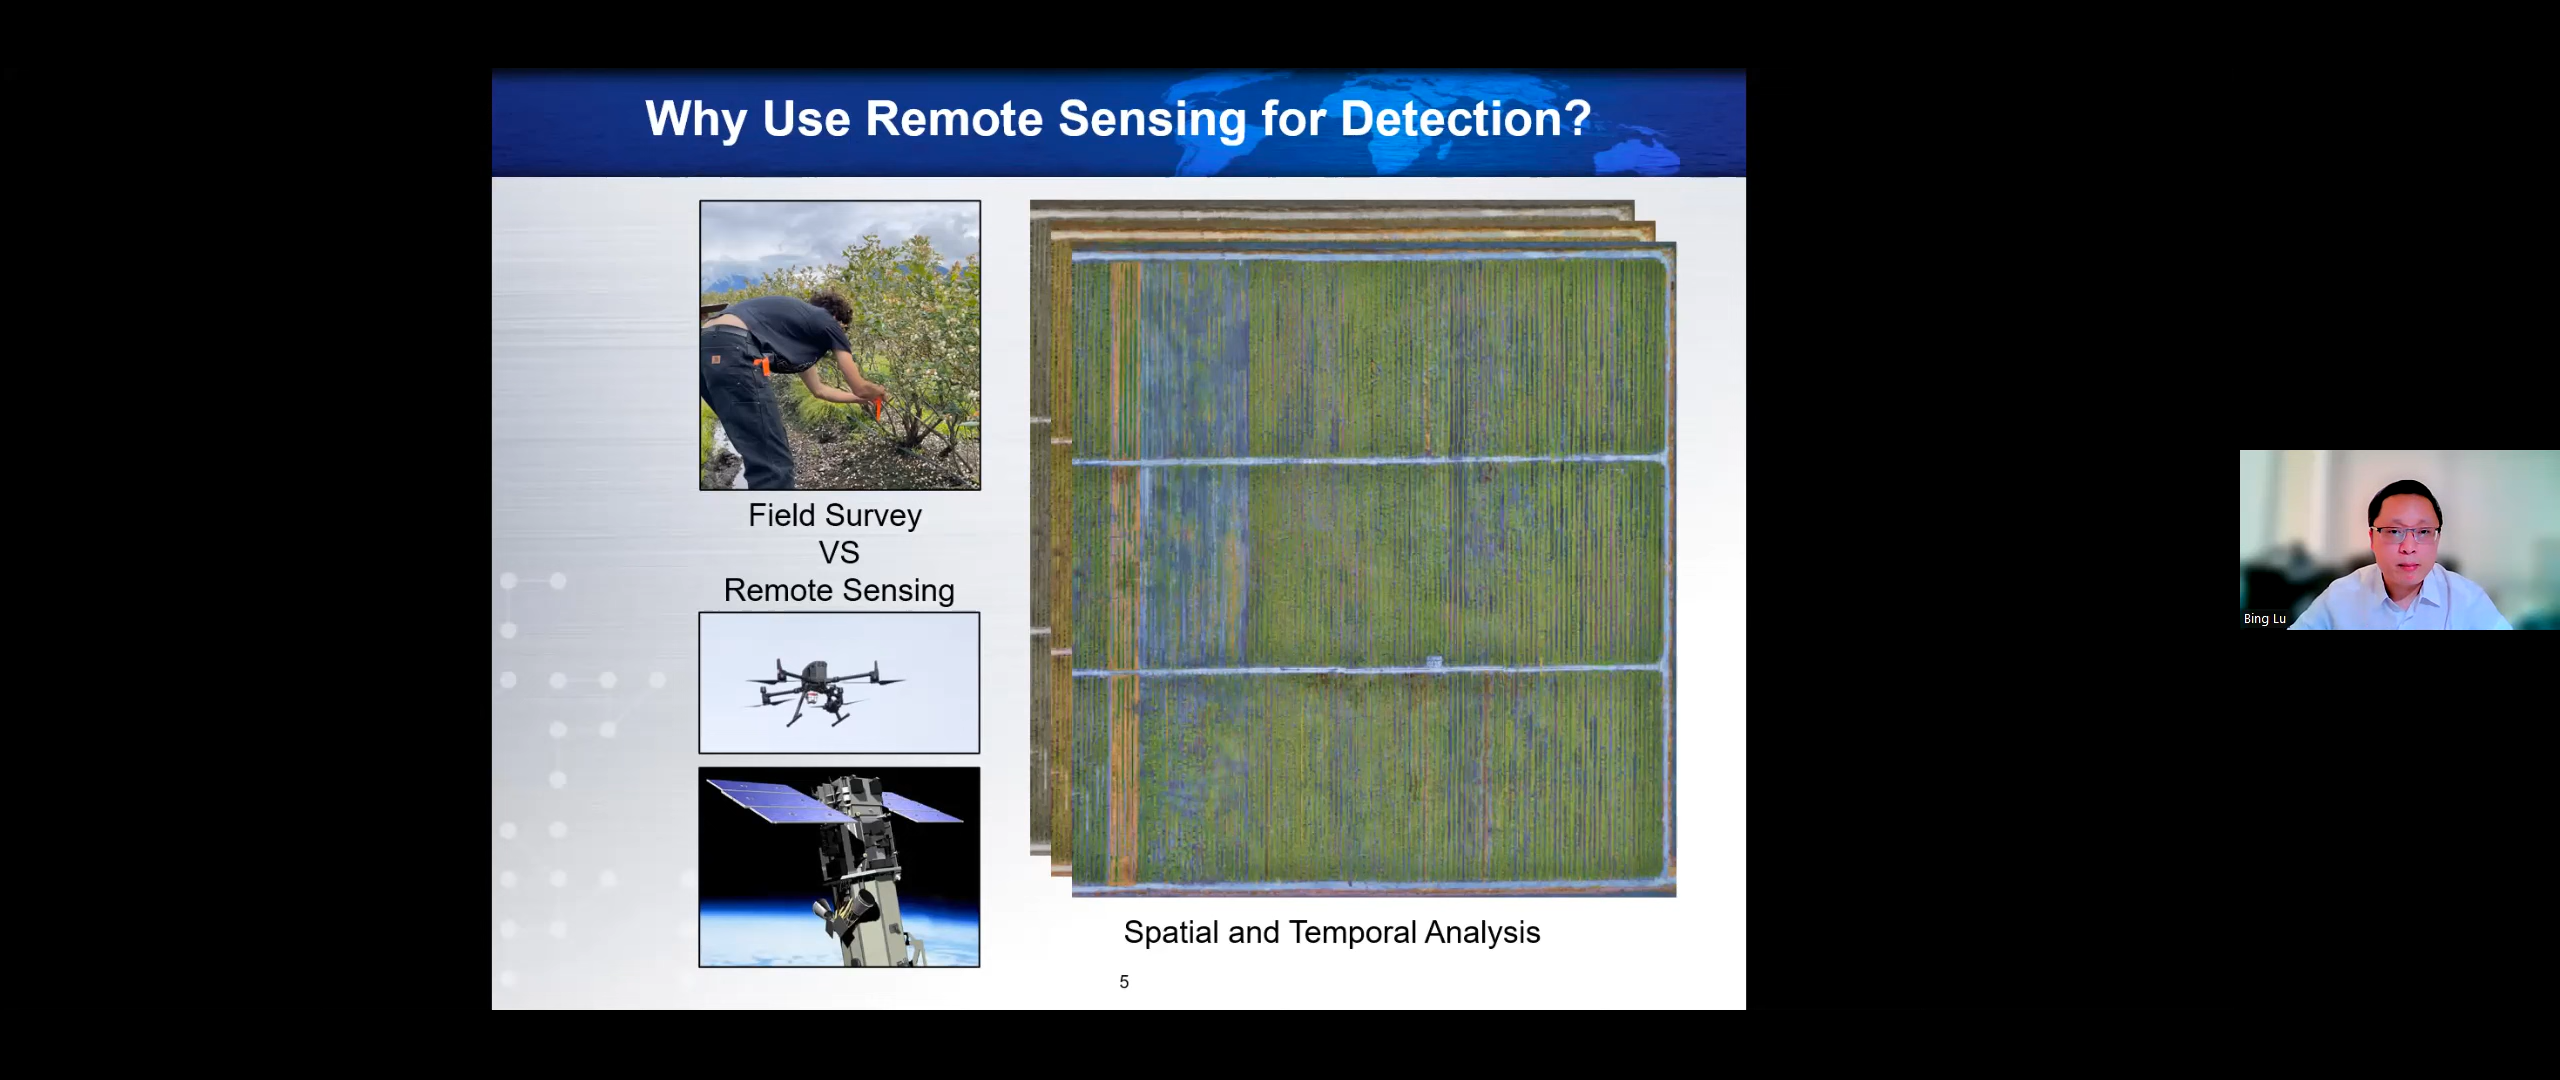 Why Use Remote Sensing for Detection?
Field Survey
VS
Remote Sensing
Spatial and Temporal Analysis
5
Bing Lu